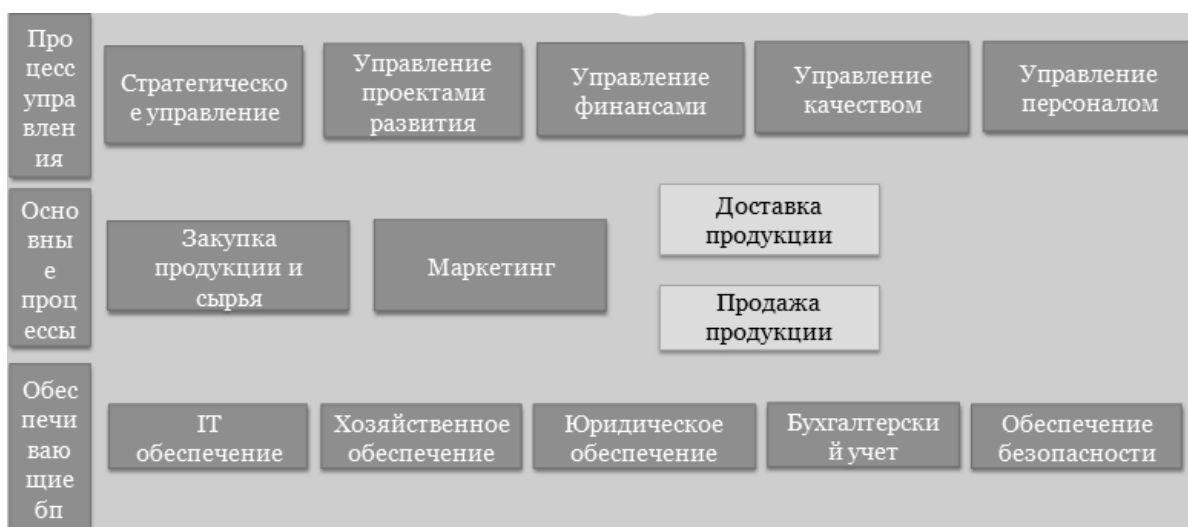 Про
цесс
упра
влен
ия
Стратегическо
е управление
Управление
проектами
развития
Управление
финансами
Управление
качеством
Управление
персоналом
Осно
вны
е
проц
ессы
Закупка
продукции и
сырья
Маркетинг
Доставка
продукции
Продажа
продукции
Обес
печи
ваю
щие
бп
IT
обеспечение
Хозяйственное
обеспечение
Юридическое
обеспечение
Бухгалтерски
й учет
Обеспечение
безопасности